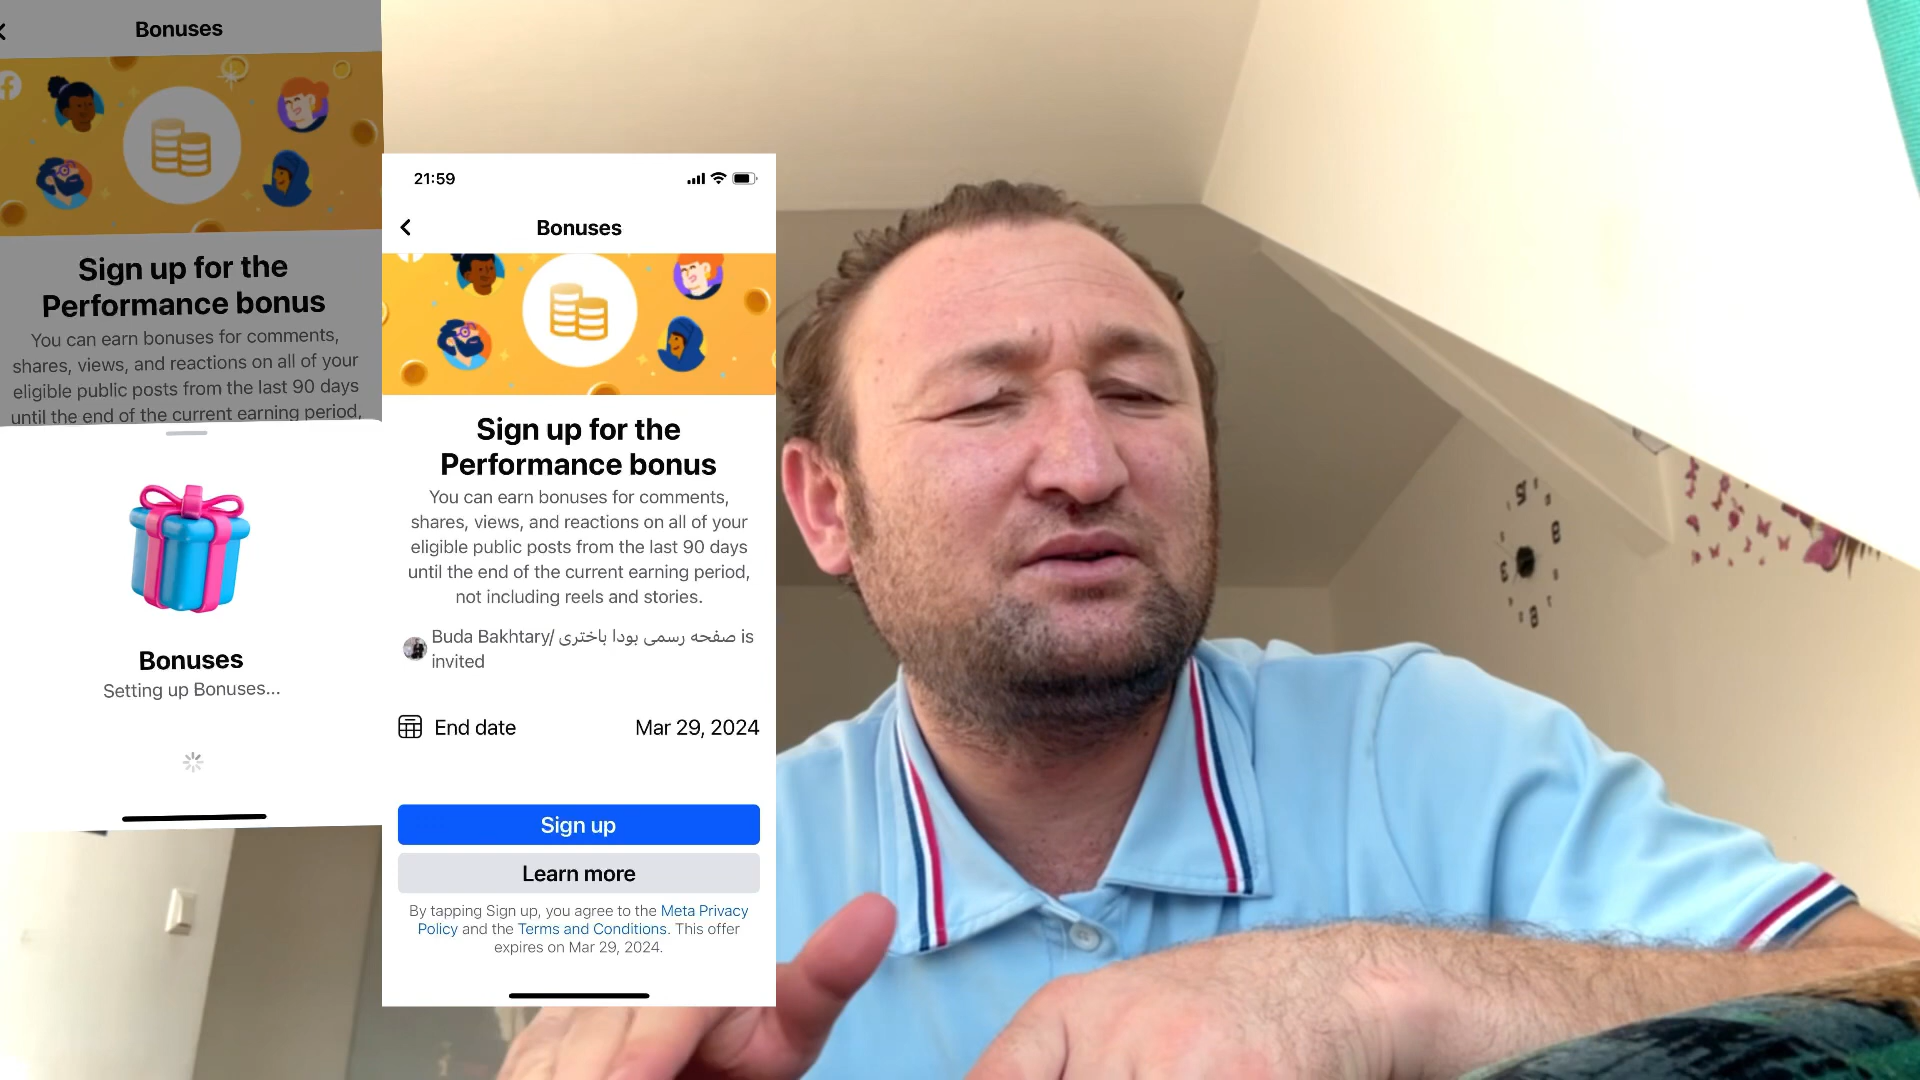 Bonuses
Sign up for the
Performance bonus
You can earn bonuses for comments,
shares, views, and reactions on all of your
eligible public posts from the last 90 days
until the end of the current earning period,
Bonuses
Setting up Bonuses...
21:59
Bonuses
Sign up for the
Performance bonus
You can earn bonuses for comments,
shares, views, and reactions on all of your
eligible public posts from the last 90 days
until the end of the current earning period,
not including reels and stories.
Buda Bakhtary/ صفحه رسمی بودا باختری is
invited
End date Mar 29, 2024
Sign up
Learn more
By tapping Sign up, you agree to the Meta Privacy
Policy and the Terms and Conditions. This offer
expires on Mar 29, 2024.